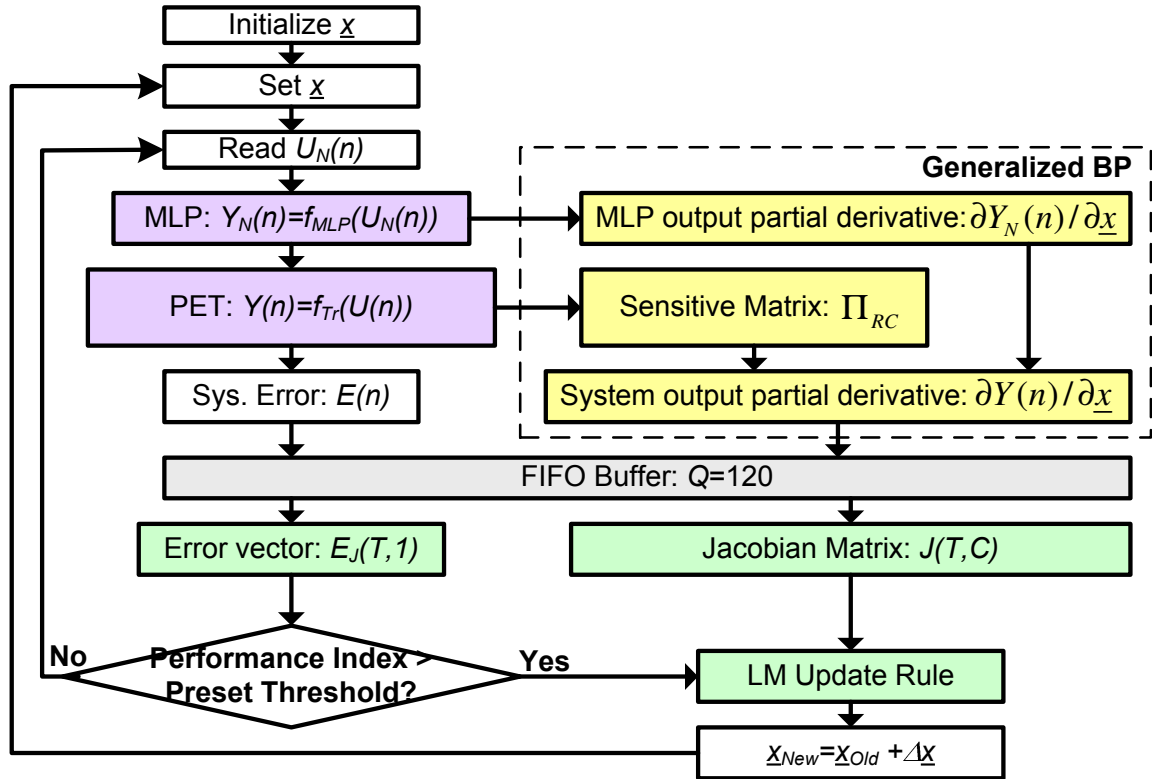 Initialize x
Set x
Read U_N(n)
Generalized BP
MLP: Y_N(n)=f_MLP(U_N(n))
MLP output partial derivative: ∂Y_N(n)/∂x
PET: Y(n)=f_Tr(U(n))
Sensitive Matrix: Π_RC
Sys. Error: E(n)
System output partial derivative: ∂Y(n)/∂x
FIFO Buffer: Q=120
Error vector: E_J(T,1)
Jacobian Matrix: J(T,C)
No
Performance Index >
Preset Threshold?
Yes
LM Update Rule
x_New=x_Old +Δx